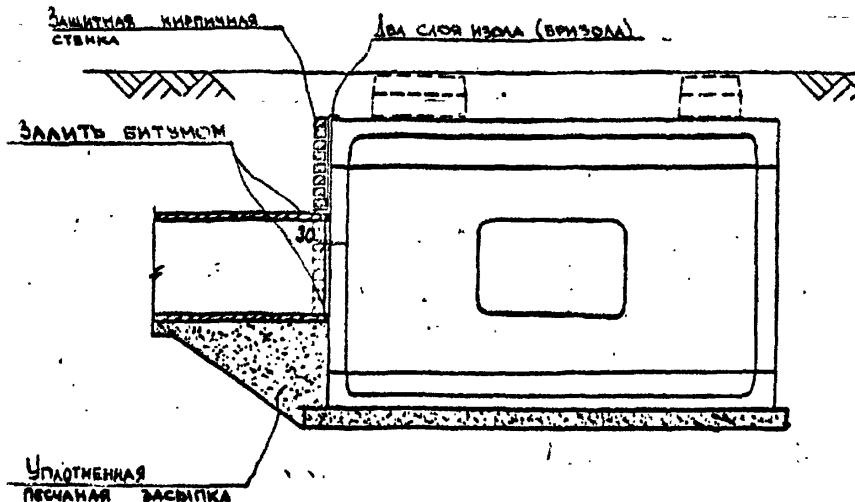 Защитная кирпичная
стенка
Два слоя изола (бризола)
Залить битумом
30
Уплотненная
песчаная засыпка